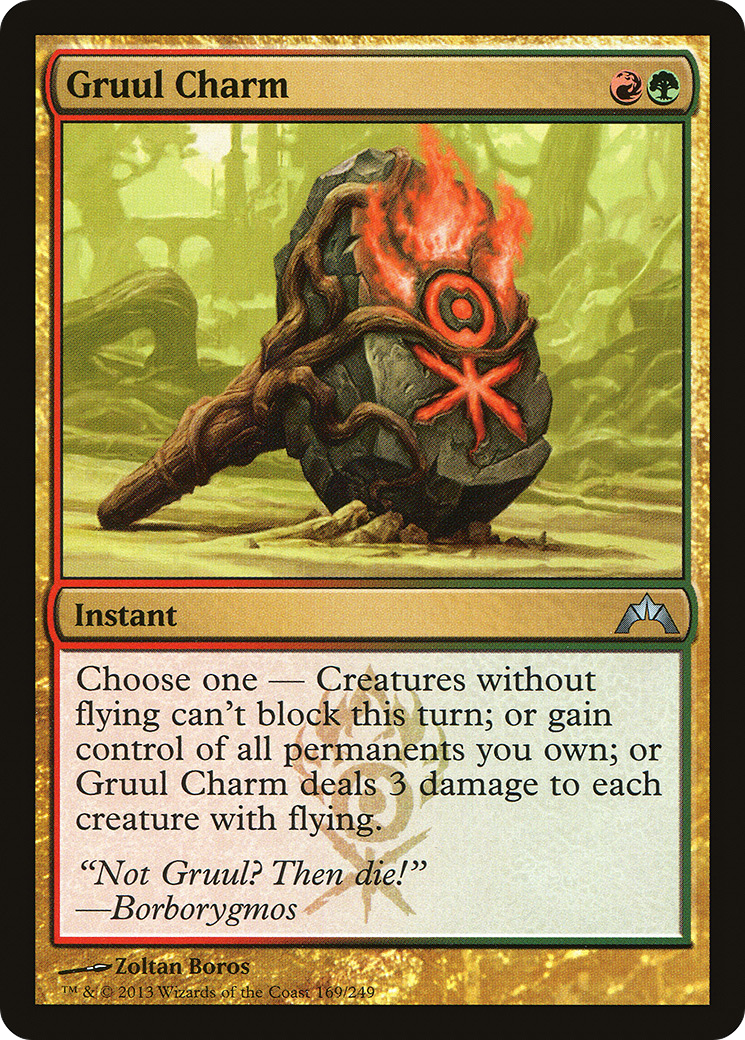 Gruul Charm
Instant
Choose one — Creatures without
flying can't block this turn; or gain
control of all permanents you own; or
Gruul Charm deals 3 damage to each
creature with flying.
"Not Gruul? Then die!"
—Borborygmos
Zoltan Boros
™ & © 2013 Wizards of the Coast 169/249